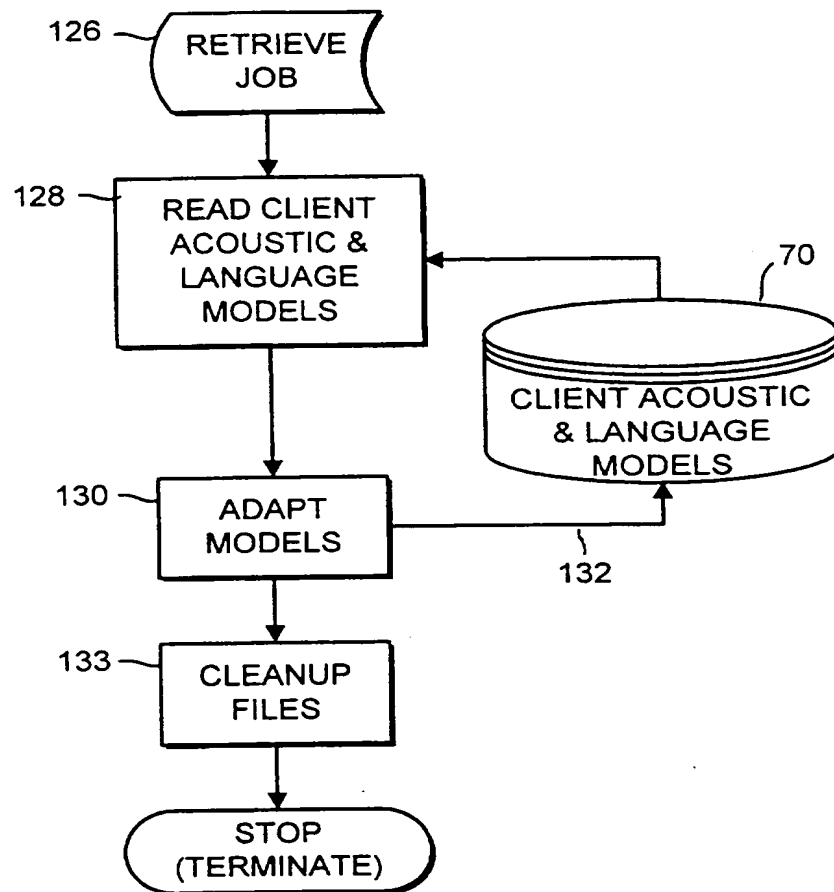 126
RETRIEVE
JOB
128
READ CLIENT
ACOUSTIC &
LANGUAGE
MODELS
70
CLIENT ACOUSTIC
& LANGUAGE
MODELS
130
ADAPT
MODELS
132
133
CLEANUP
FILES
STOP
(TERMINATE)